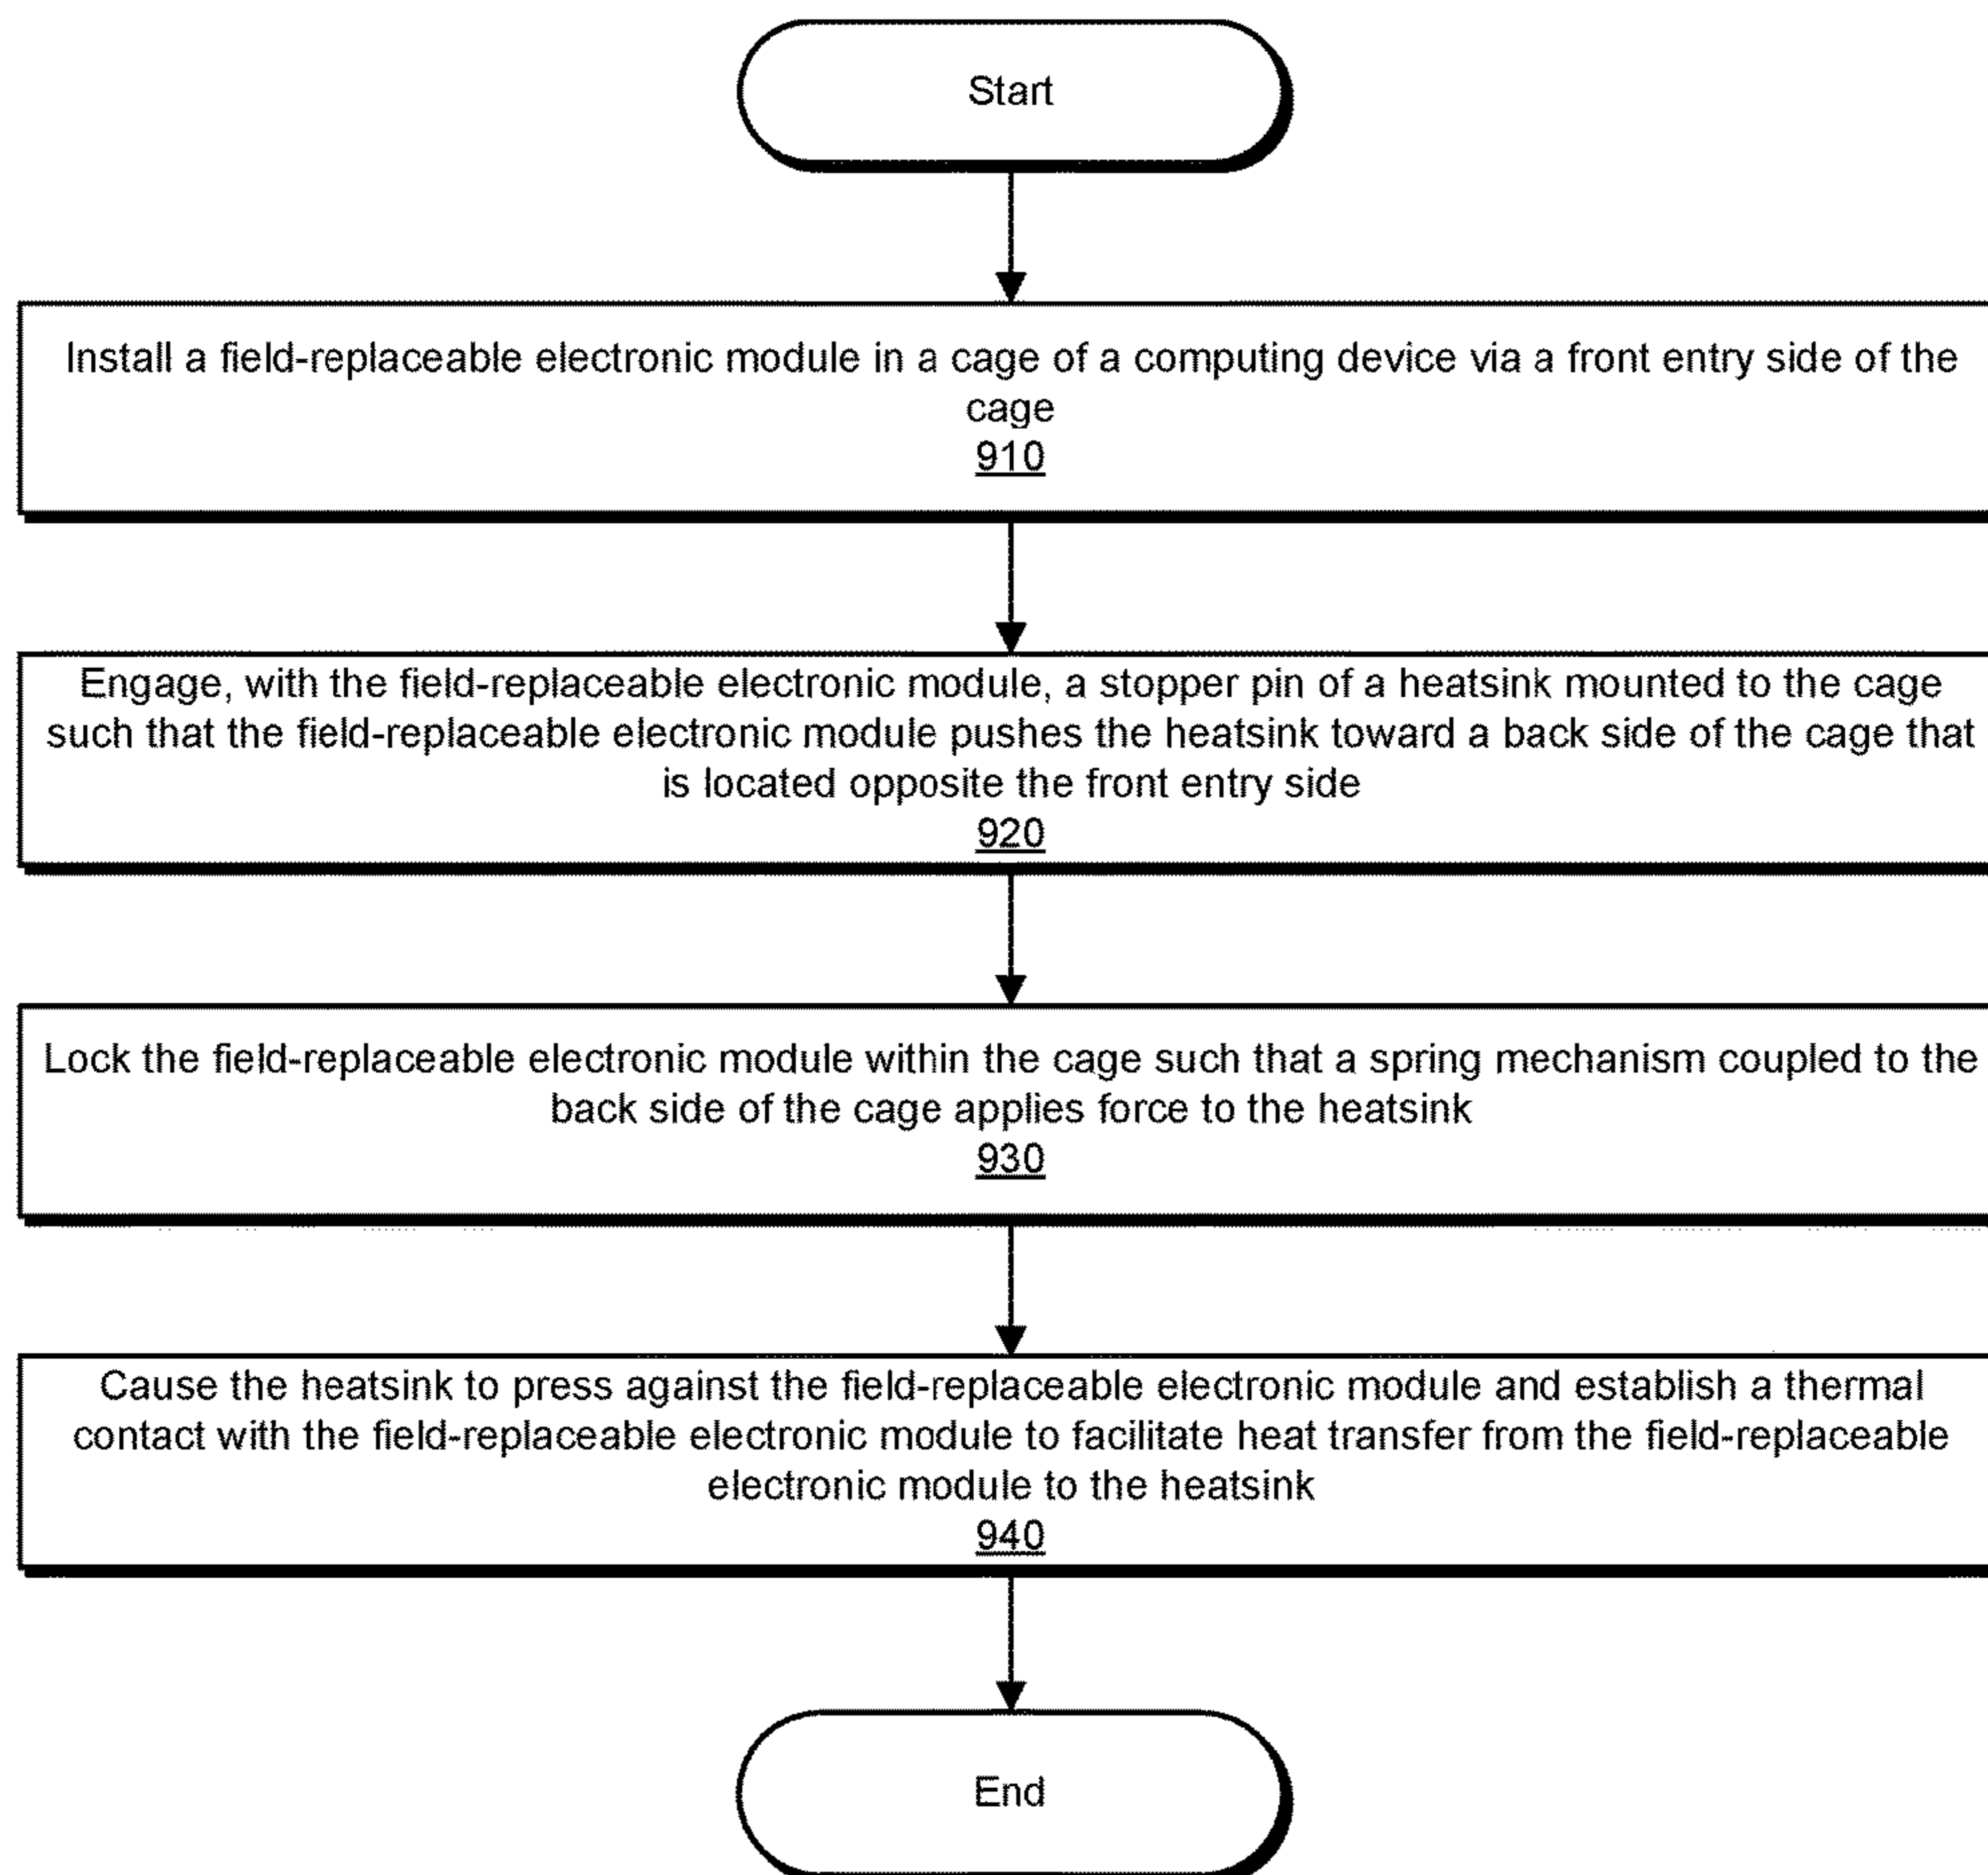 Start
Install a field-replaceable electronic module in a cage of a computing device via a front entry side of the
cage
910
Engage, with the field-replaceable electronic module, a stopper pin of a heatsink mounted to the cage
such that the field-replaceable electronic module pushes the heatsink toward a back side of the cage that
is located opposite the front entry side
920
Lock the field-replaceable electronic module within the cage such that a spring mechanism coupled to the
back side of the cage applies force to the heatsink
930
Cause the heatsink to press against the field-replaceable electronic module and establish a thermal
contact with the field-replaceable electronic module to facilitate heat transfer from the field-replaceable
electronic module to the heatsink
940
End